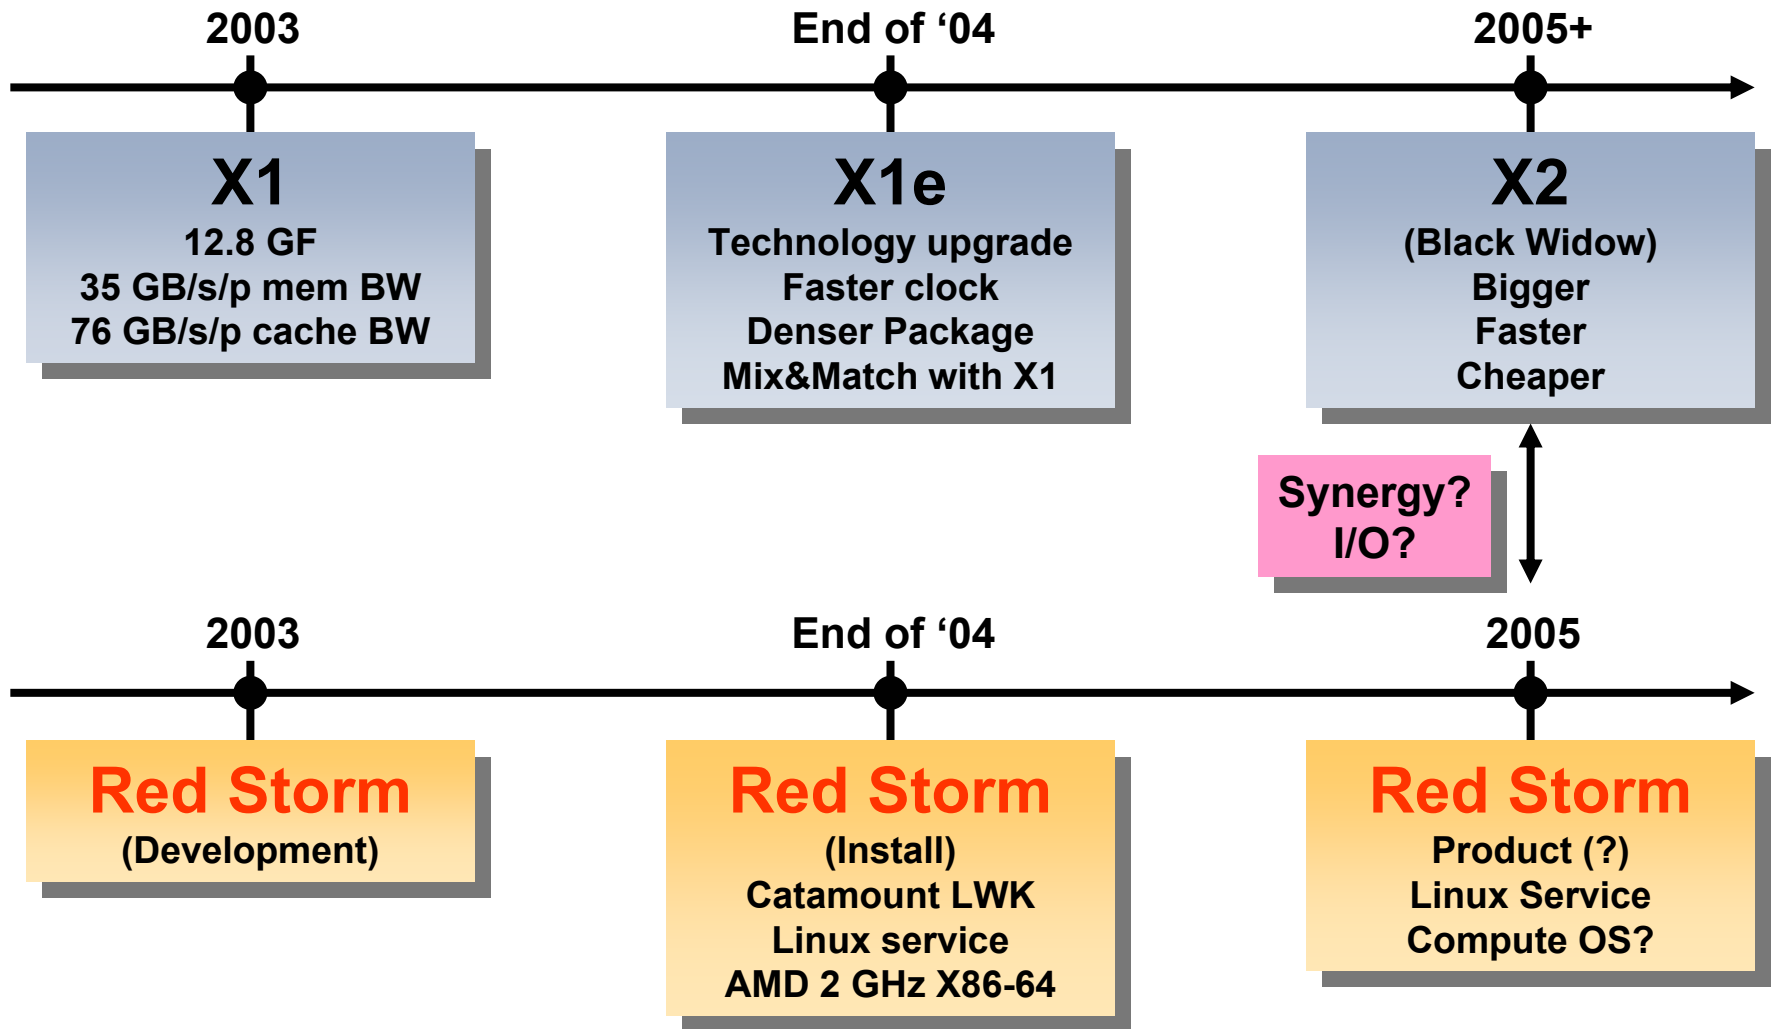 2003
End of ‘04
2005+
X1
12.8 GF
35 GB/s/p mem BW
76 GB/s/p cache BW
X1e
Technology upgrade
Faster clock
Denser Package
Mix&Match with X1
X2
(Black Widow)
Bigger
Faster
Cheaper
Synergy?
I/O?
2003
End of ‘04
2005
Red Storm
(Development)
Red Storm
(Install)
Catamount LWK
Linux service
AMD 2 GHz X86-64
Red Storm
Product (?)
Linux Service
Compute OS?